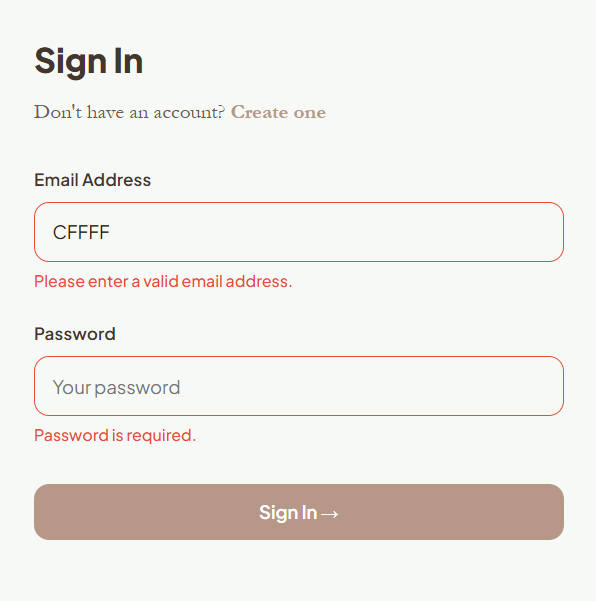 Sign In
Don't have an account? Create one
Email Address
CFFFF
Please enter a valid email address.
Password
Your password
Password is required.
Sign In →